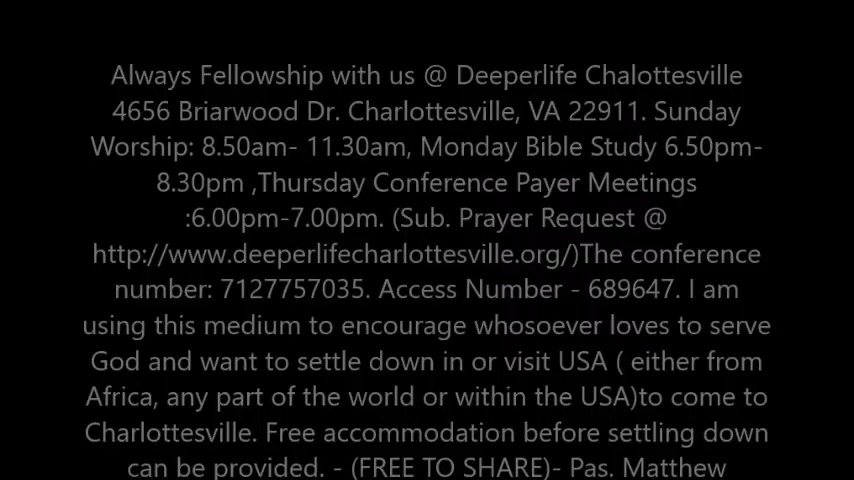 Always Fellowship with us @ Deeperlife Chalottesville
4656 Briarwood Dr. Charlottesville, VA 22911. Sunday
Worship: 8.50am- 11.30am, Monday Bible Study 6.50pm-
8.30pm ,Thursday Conference Payer Meetings
:6.00pm-7.00pm. (Sub. Prayer Request @
http://www.deeperlifecharlottesville.org/)The conference
number: 7127757035. Access Number - 689647. I am
using this medium to encourage whosoever loves to serve
God and want to settle down in or visit USA ( either from
Africa, any part of the world or within the USA)to come to
Charlottesville. Free accommodation before settling down
can be provided. - (FREE TO SHARE)- Pas. Matthew